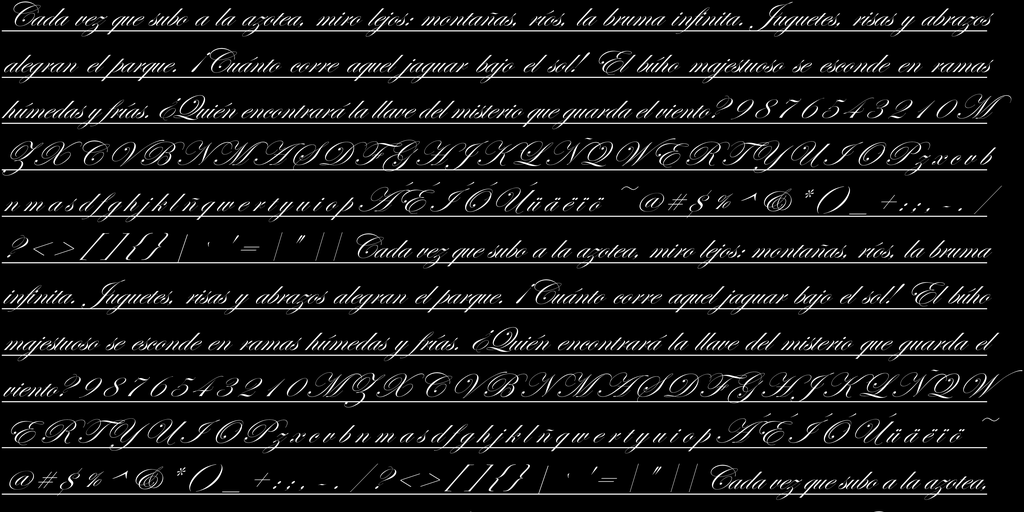 Cada vez que subo a la azotea, miro lejos: montañas, ríos, la bruma infinita. Juguetes, risas y abrazos
alegran el parque. ¡Cuánto corre aquel jaguar bajo el sol! El búho majestuoso se esconde en ramas
húmedas y frías. ¿Quién encontrará la llave del misterio que guarda el viento? 9 8 7 6 5 4 3 2 1 0 M
Z X C V B N M A S D F G H J K L Ñ Q W E R T Y U I O P z x c v b
n m a s d f g h j k l ñ q w e r t y u i o p Á É Í Ó Ú ü ä ë ï ö ~ @ # $ % ^ & * ( ) _ + : ; , - . /
? < > [ ] { } | ` ' = | " | | Cada vez que subo a la azotea, miro lejos: montañas, ríos, la bruma
infinita. Juguetes, risas y abrazos alegran el parque. ¡Cuánto corre aquel jaguar bajo el sol! El búho
majestuoso se esconde en ramas húmedas y frías. ¿Quién encontrará la llave del misterio que guarda el
viento? 9 8 7 6 5 4 3 2 1 0 M Z X C V B N M A S D F G H J K L Ñ Q W
E R T Y U I O P z x c v b n m a s d f g h j k l ñ q w e r t y u i o p Á É Í Ó Ú ü ä ë ï ö ~
@ # $ % ^ & * ( ) _ + : ; , - . / ? < > [ ] { } | ` ' = | " | | Cada vez que subo a la azotea,